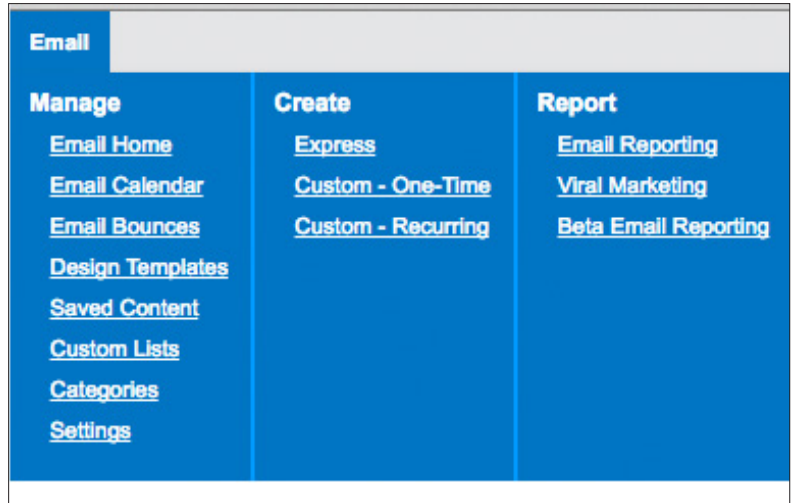 Email
Manage
Email Home
Email Calendar
Email Bounces
Design Templates
Saved Content
Custom Lists
Categories
Settings
Create
Express
Custom - One-Time
Custom - Recurring
Report
Email Reporting
Viral Marketing
Beta Email Reporting